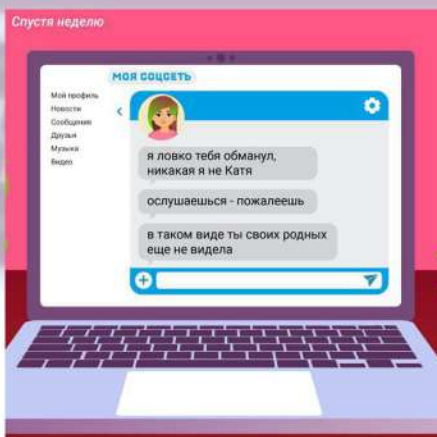 Спустя неделю
МОЯ СОЦСЕТЬ
Мой профиль
Новости
Сообщения
Друзья
Музыка
Видео
я ловко тебя обманул,
никакая я не Катя
ослушаешься - пожалеешь
в таком виде ты своих родных
еще не видела